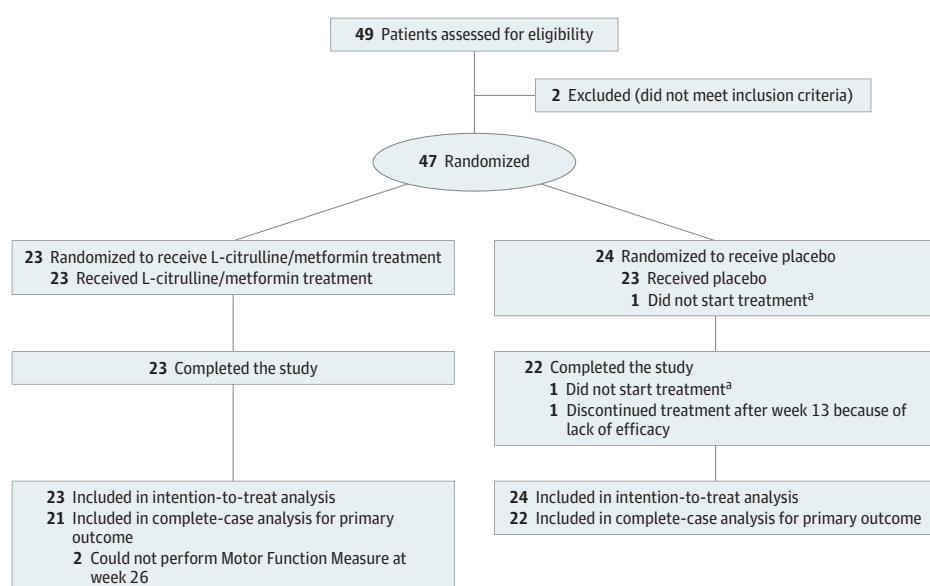 49 Patients assessed for eligibility
2 Excluded (did not meet inclusion criteria)
47 Randomized
23 Randomized to receive L-citrulline/metformin treatment
23 Received L-citrulline/metformin treatment
24 Randomized to receive placebo
23 Received placebo
1 Did not start treatmentᵃ
23 Completed the study
22 Completed the study
1 Did not start treatmentᵃ
1 Discontinued treatment after week 13 because of
lack of efficacy
23 Included in intention-to-treat analysis
21 Included in complete-case analysis for primary
outcome
2 Could not perform Motor Function Measure at
week 26
24 Included in intention-to-treat analysis
22 Included in complete-case analysis for primary outcome